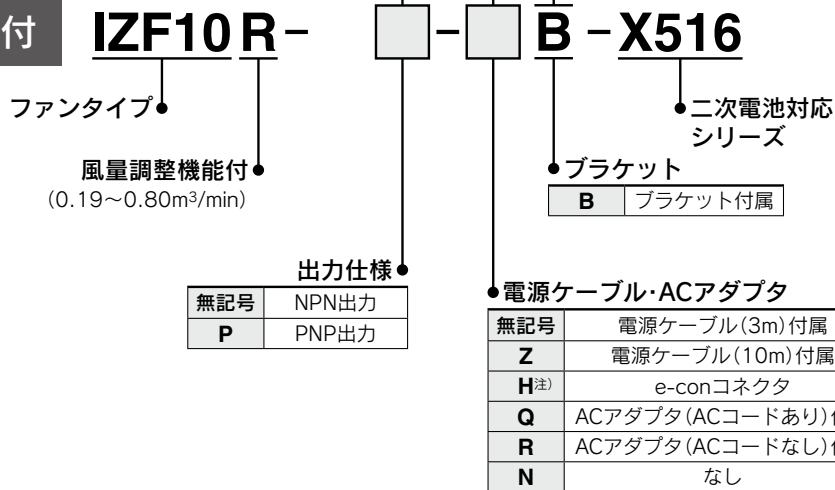 付
IZF10 R - □ - □ B - X516
ファンタイプ
風量調整機能付
(0.19〜0.80m³/min)
二次電池対応
シリーズ
ブラケット
B ブラケット付属
出力仕様
無記号 NPN出力
P PNP出力
電源ケーブル・ACアダプタ
無記号 電源ケーブル(3m)付属
Z 電源ケーブル(10m)付属
H注) e-conコネクタ
Q ACアダプタ(ACコードあり)
R ACアダプタ(ACコードなし)
N なし